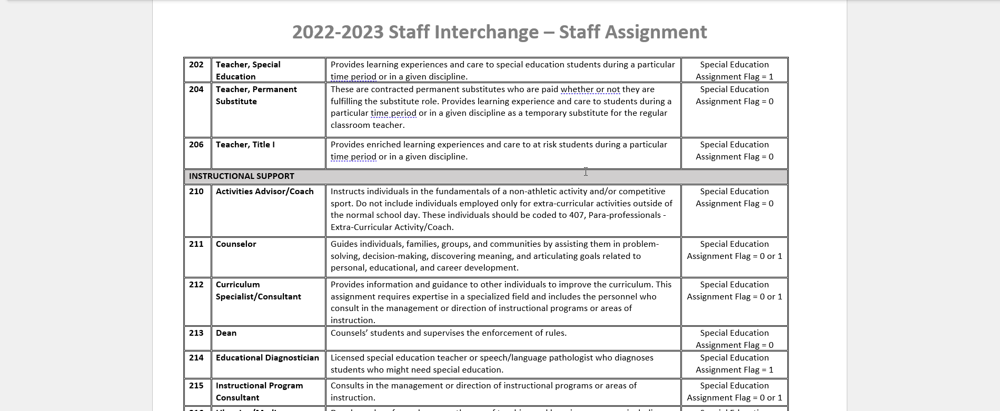 2022-2023 Staff Interchange – Staff Assignment
202 Teacher, Special Provides learning experiences and care to special education students during a particular Special Education
Education time period or in a given discipline. Assignment Flag = 1
204 Teacher, Permanent These are contracted permanent substitutes who are paid whether or not they are Special Education
Substitute fulfilling the substitute role. Provides learning experience and care to students during a Assignment Flag = 0
particular time period or in a given discipline as a temporary substitute for the regular
classroom teacher.
206 Teacher, Title I Provides enriched learning experiences and care to at risk students during a particular Special Education
time period or in a given discipline. Assignment Flag = 0
INSTRUCTIONAL SUPPORT
210 Activities Advisor/Coach Instructs individuals in the fundamentals of a non-athletic activity and/or competitive Special Education
sport. Do not include individuals employed only for extra-curricular activities outside of Assignment Flag = 0
the normal school day. These individuals should be coded to 407, Para-professionals -
Extra-Curricular Activity/Coach.
211 Counselor Guides individuals, families, groups, and communities by assisting them in problem- Special Education
solving, decision-making, discovering meaning, and articulating goals related to Assignment Flag = 0 or 1
personal, educational, and career development.
212 Curriculum Provides information and guidance to other individuals to improve the curriculum. This Special Education
Specialist/Consultant assignment requires expertise in a specialized field and includes the personnel who Assignment Flag = 0 or 1
consult in the management or direction of instructional programs or areas of
instruction.
213 Dean Counsels’ students and supervises the enforcement of rules. Special Education
Assignment Flag = 0
214 Educational Diagnostician Licensed special education teacher or speech/language pathologist who diagnoses Special Education
students who might need special education. Assignment Flag = 1
215 Instructional Program Consults in the management or direction of instructional programs or areas of Special Education
Consultant instruction. Assignment Flag = 0 or 1